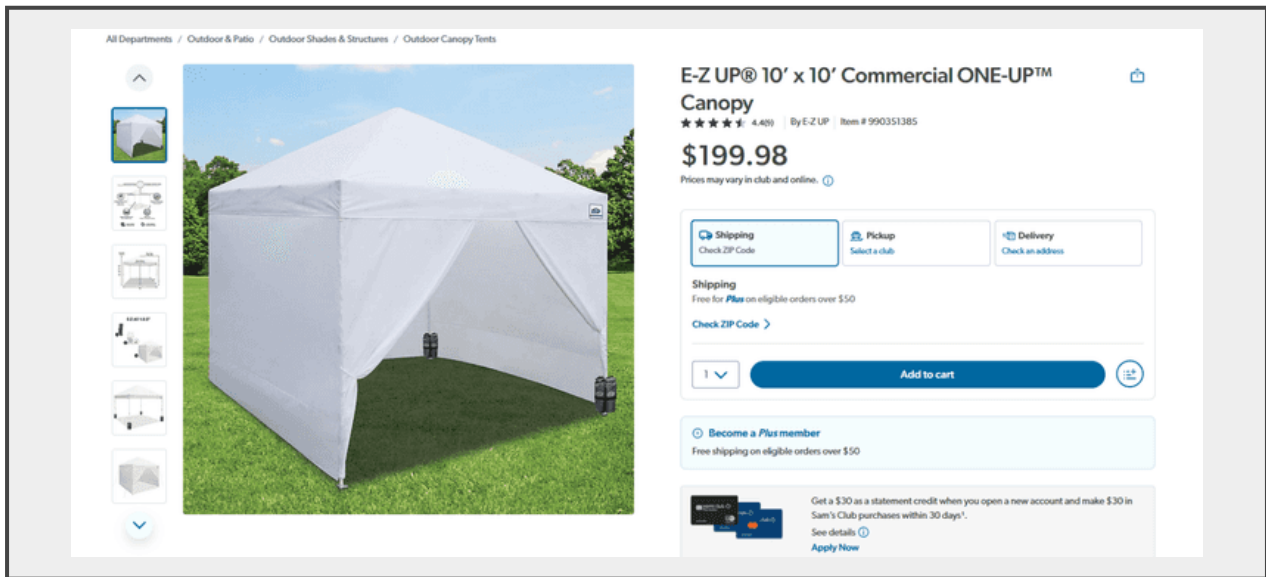 All Departments / Outdoor & Patio / Outdoor Shades & Structures / Outdoor Canopy Tents
E-Z UP® 10′ x 10′ Commercial ONE-UP™
Canopy
4.4(9) By E-Z UP Item # 990351385
$199.98
Prices may vary in club and online.
Shipping
Check ZIP Code
Pickup
Select a club
Delivery
Check an address
Shipping
Free for Plus on eligible orders over $50
Check ZIP Code
1
Add to cart
Become a Plus member
Free shipping on eligible orders over $50
Get a $30 as a statement credit when you open a new account and make $30 in
Sam's Club purchases within 30 days¹.
See details
Apply Now